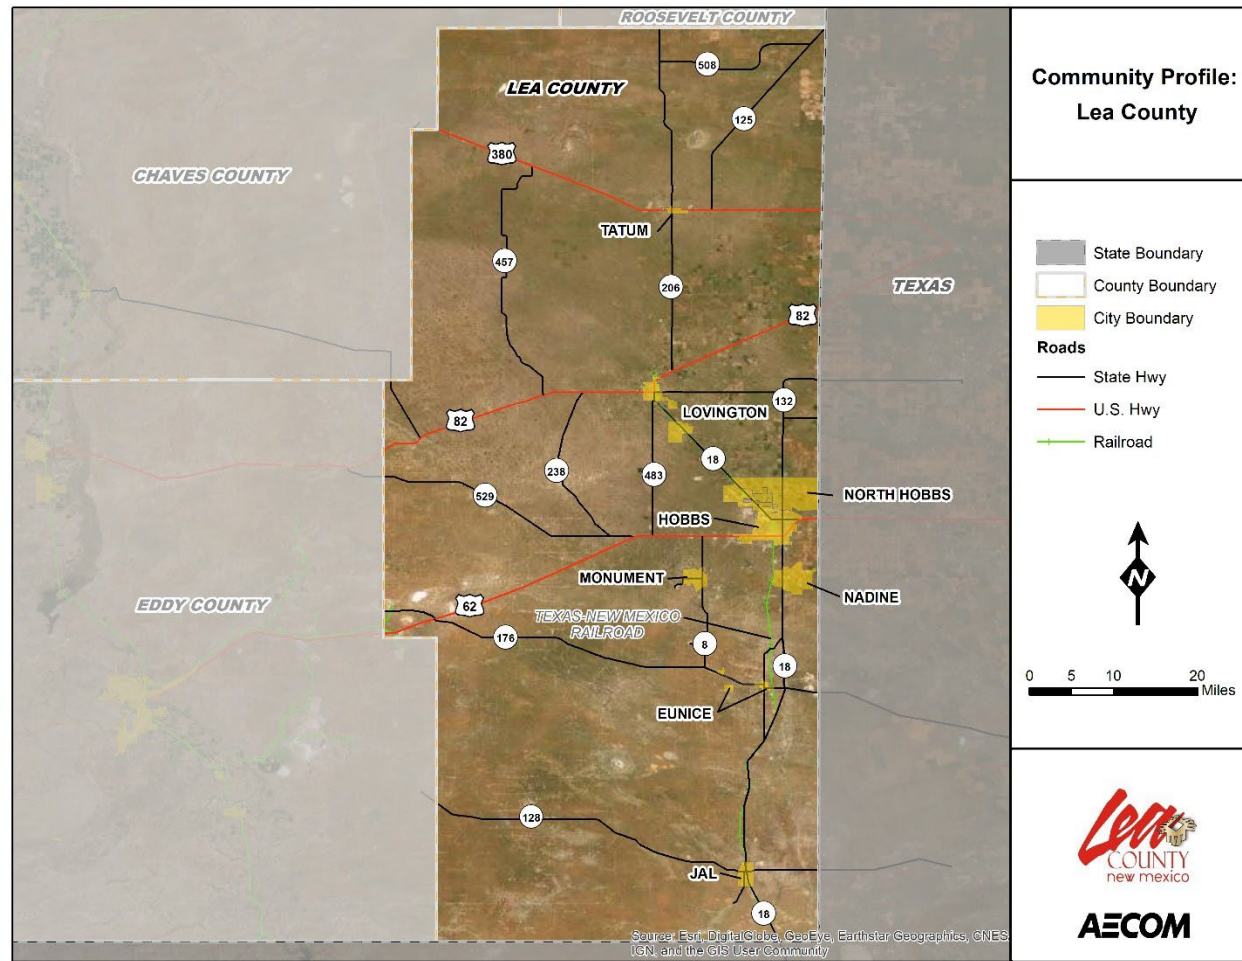 ROOSEVELT COUNTY
LEA COUNTY
508
125
380
CHAVES COUNTY
TATUM
457
206
TEXAS
82
132
LOVINGTON
82
18
238
483
529
NORTH HOBBS
HOBBS
MONUMENT
NADINE
EDDY COUNTY
62
TEXAS-NEW MEXICO
RAILROAD
176
8
18
EUNICE
128
JAL
18
Source: Esri, DigitalGlobe, GeoEye, Earthstar Geographics, CNES
IGN, and the GIS User Community
Community Profile:
Lea County
State Boundary
County Boundary
City Boundary
Roads
State Hwy
U.S. Hwy
Railroad
N
0 5 10 20
Miles
Lea
COUNTY
new mexico
AECOM